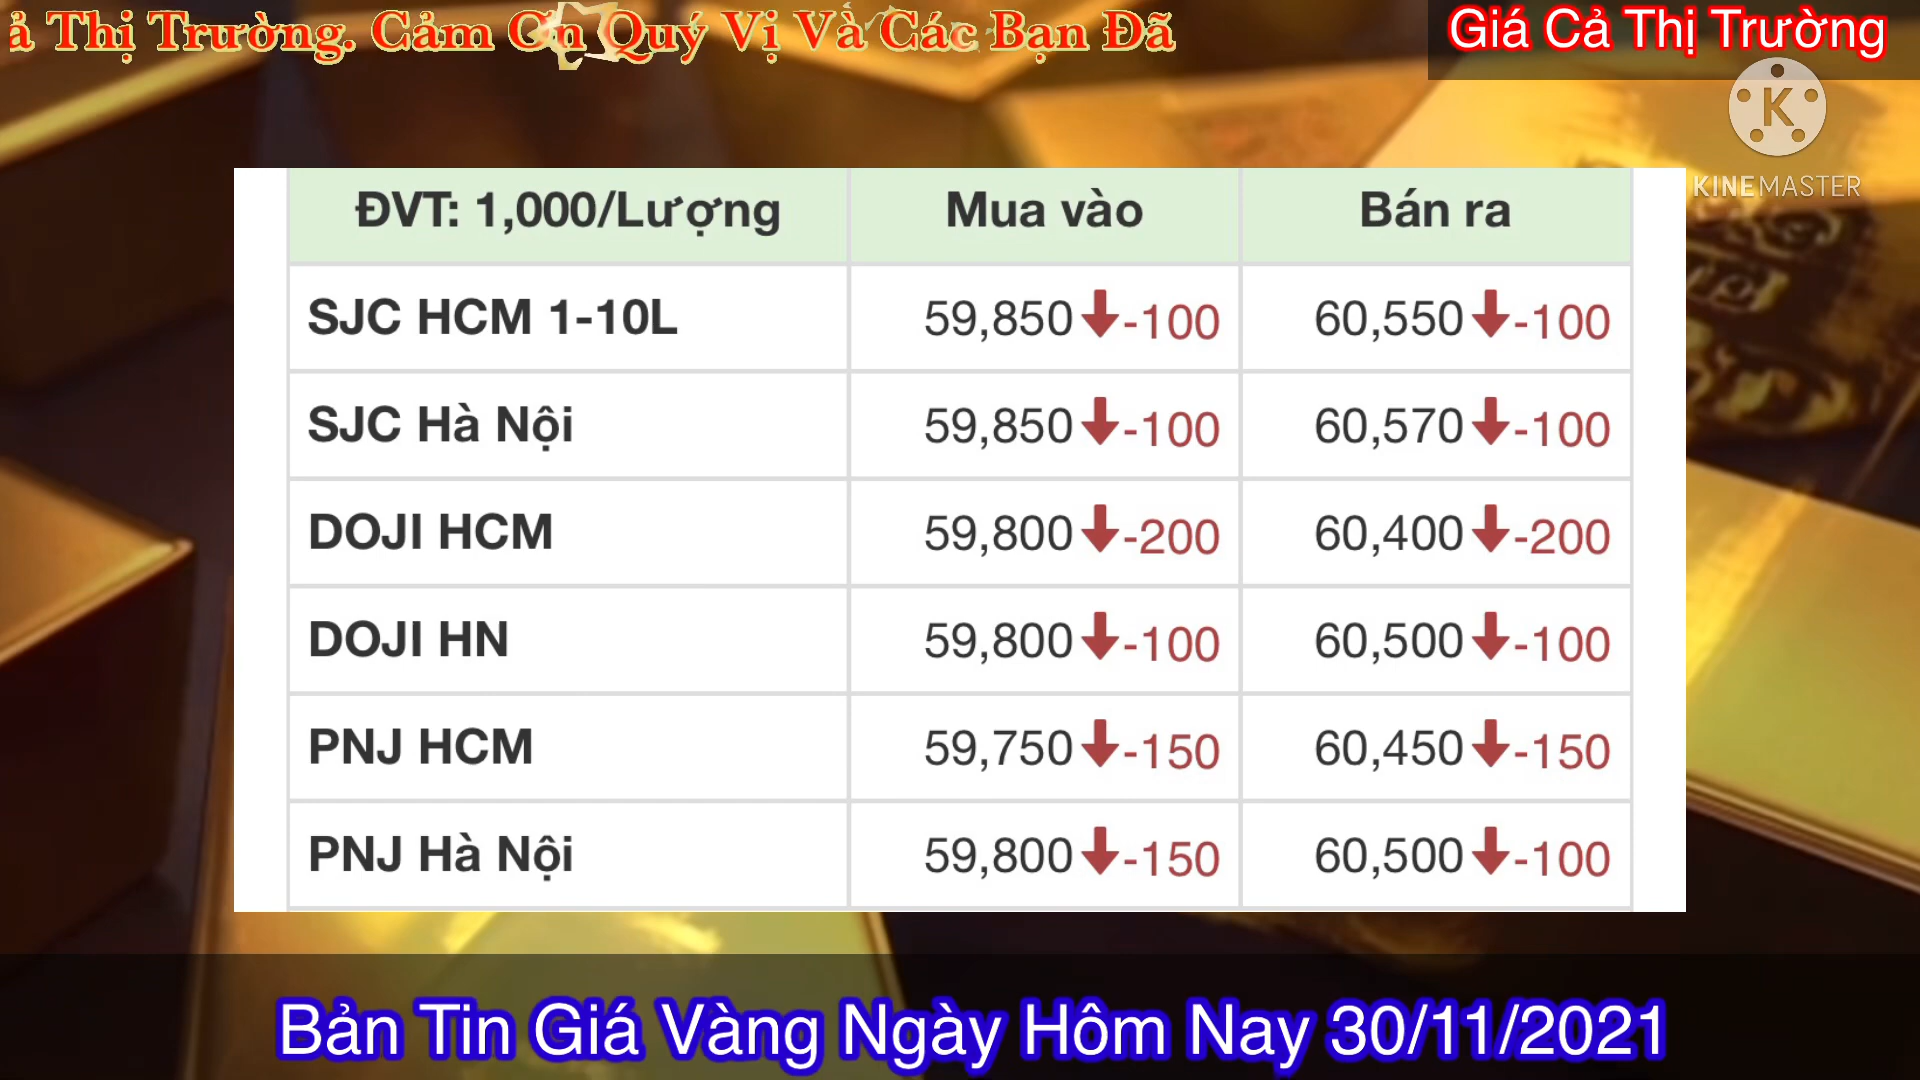 Thị Trường. Cảm Ơn Quý Vị Và Các Bạn Đã
Giá Cả Thị Trường
K
KINEMASTER
ĐVT: 1,000/Lượng Mua vào Bán ra
SJC HCM 1-10L 59,850 -100 60,550 -100
SJC Hà Nội 59,850 -100 60,570 -100
DOJI HCM 59,800 -200 60,400 -200
DOJI HN 59,800 -100 60,500 -100
PNJ HCM 59,750 -150 60,450 -150
PNJ Hà Nội 59,800 -150 60,500 -100
Bản Tin Giá Vàng Ngày Hôm Nay 30/11/2021